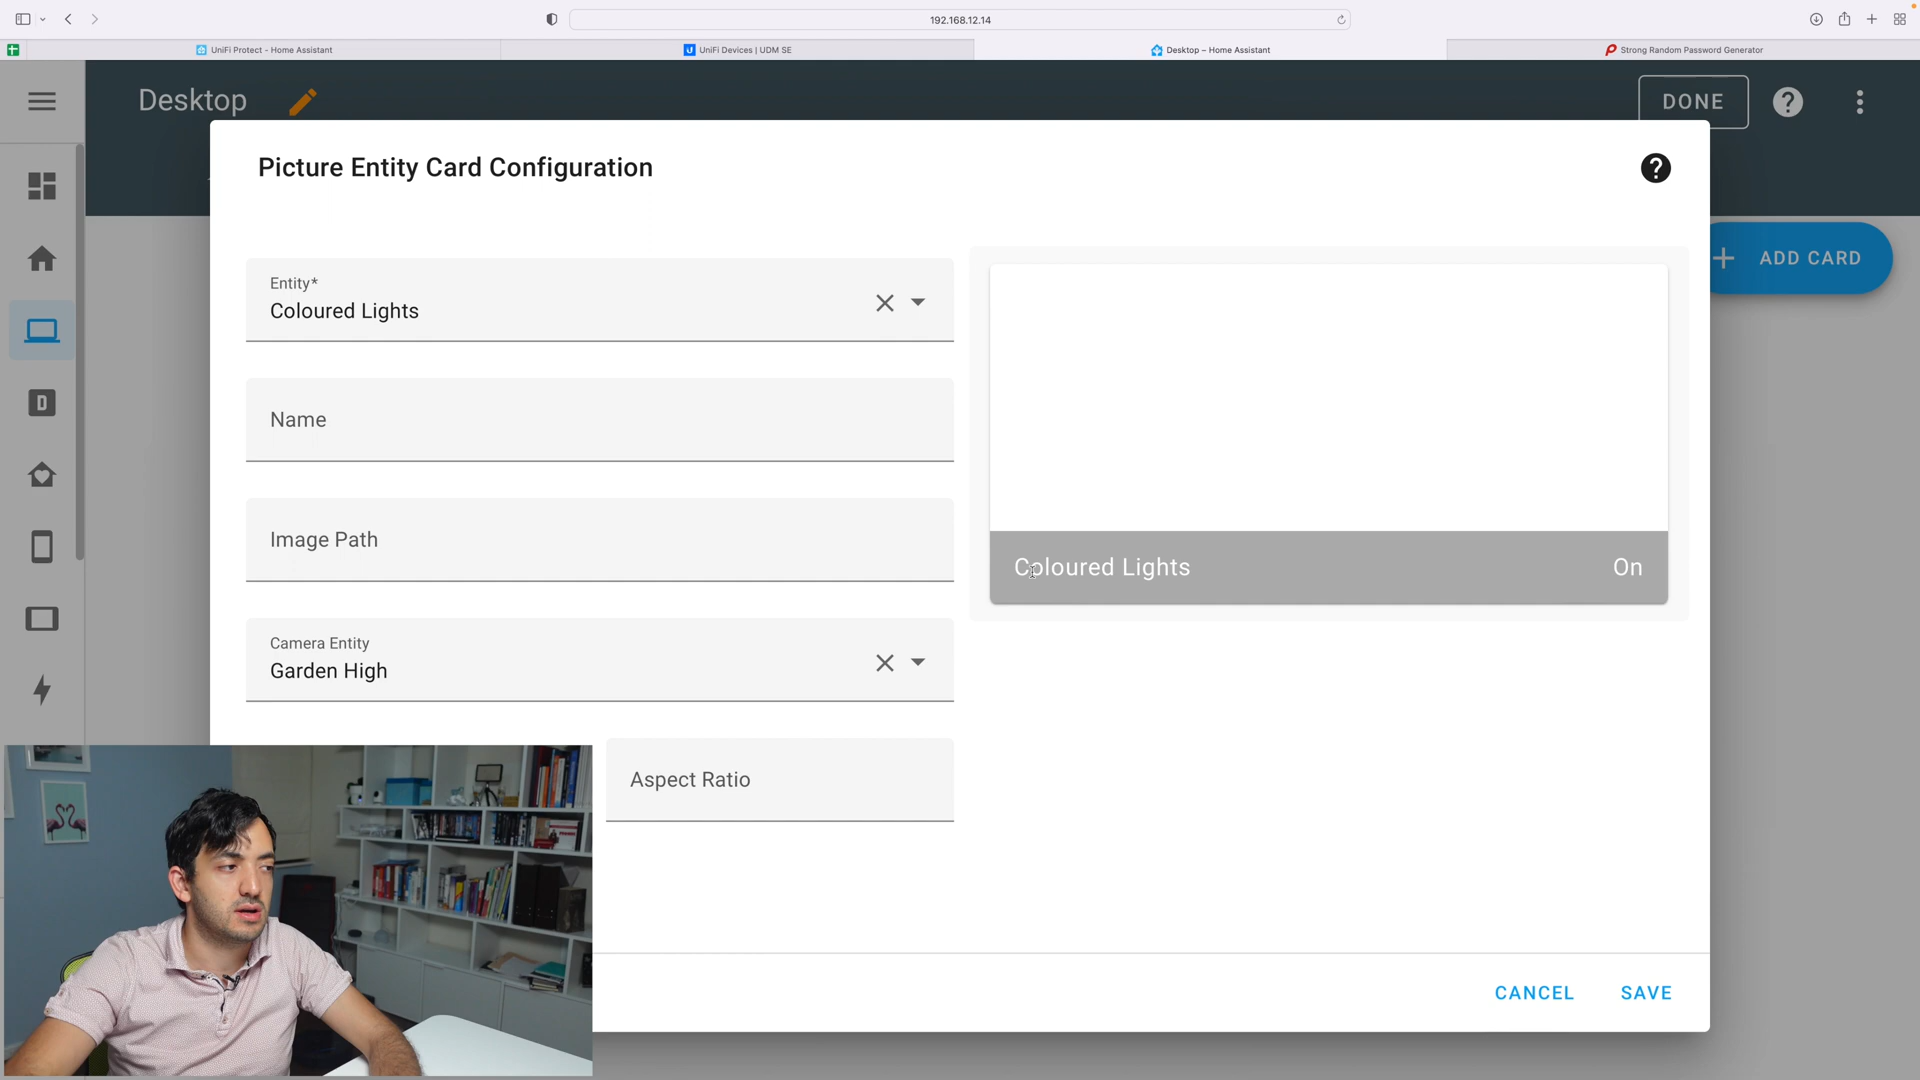 192.168.12.14
UniFi Protect - Home Assistant
UniFi Devices | UDM SE
Desktop – Home Assistant
Strong Random Password Generator
Desktop
DONE
Picture Entity Card Configuration
ADD CARD
Entity*
Coloured Lights
Name
Image Path
Coloured Lights
On
Camera Entity
Garden High
Aspect Ratio
CANCEL
SAVE